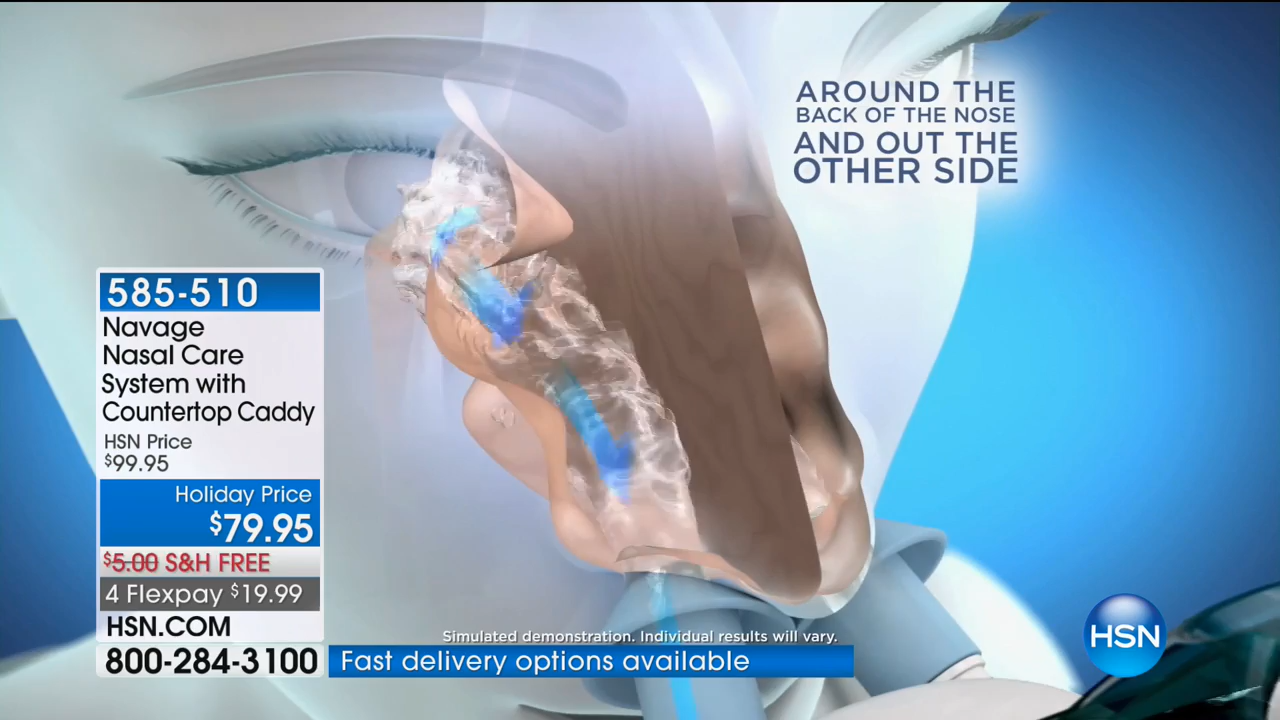 AROUND THE
BACK OF THE NOSE
AND OUT THE
OTHER SIDE
585-510
Navage
Nasal Care
System with
Countertop Caddy
HSN Price
$99.95
Holiday Price
$79.95
$5.00 S&H FREE
4 Flexpay $19.99
HSN.COM
800-284-3100
Simulated demonstration. Individual results will vary.
Fast delivery options available
HSN